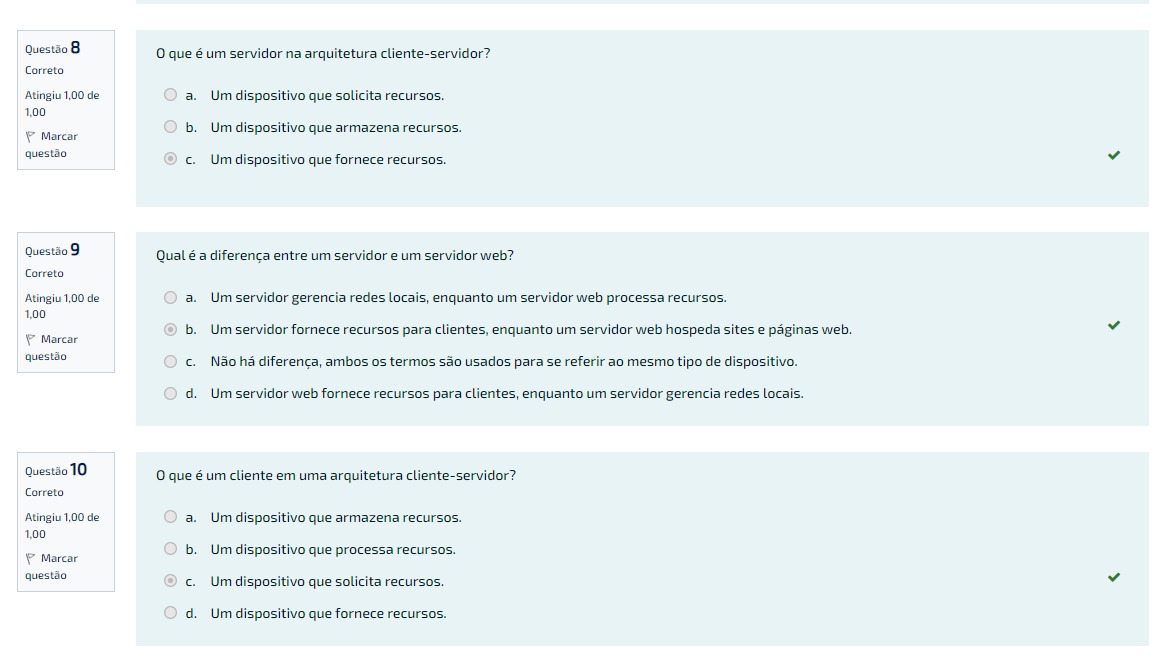 Questão 8
Correto
Atingiu 1,00 de
1,00
Marcar
questão
O que é um servidor na arquitetura cliente-servidor?
a. Um dispositivo que solicita recursos.
b. Um dispositivo que armazena recursos.
c. Um dispositivo que fornece recursos.
Questão 9
Correto
Atingiu 1,00 de
1,00
Marcar
questão
Qual é a diferença entre um servidor e um servidor web?
a. Um servidor gerencia redes locais, enquanto um servidor web processa recursos.
b. Um servidor fornece recursos para clientes, enquanto um servidor web hospeda sites e páginas web.
c. Não há diferença, ambos os termos são usados para se referir ao mesmo tipo de dispositivo.
d. Um servidor web fornece recursos para clientes, enquanto um servidor gerencia redes locais.
Questão 10
Correto
Atingiu 1,00 de
1,00
Marcar
questão
O que é um cliente em uma arquitetura cliente-servidor?
a. Um dispositivo que armazena recursos.
b. Um dispositivo que processa recursos.
c. Um dispositivo que solicita recursos.
d. Um dispositivo que fornece recursos.